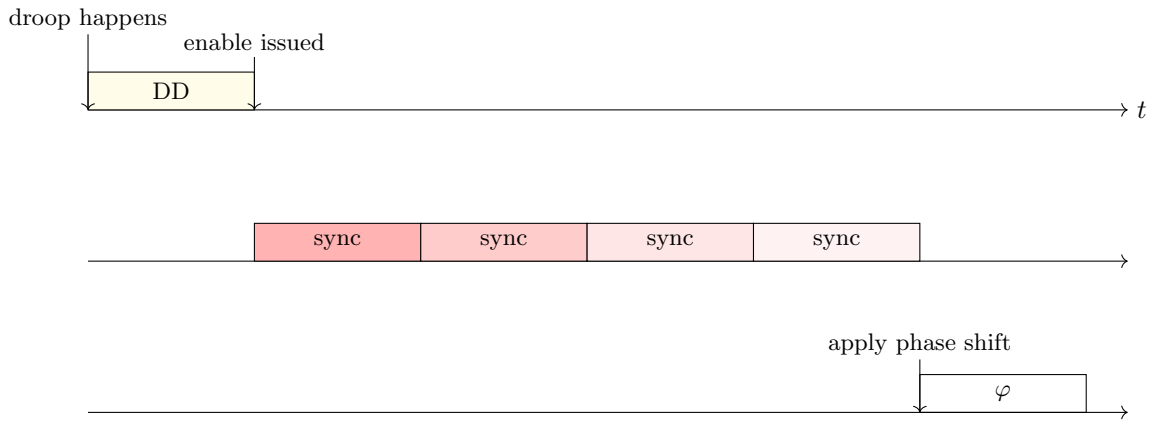 droop happens
enable issued
DD
t
sync sync sync sync
apply phase shift
φ